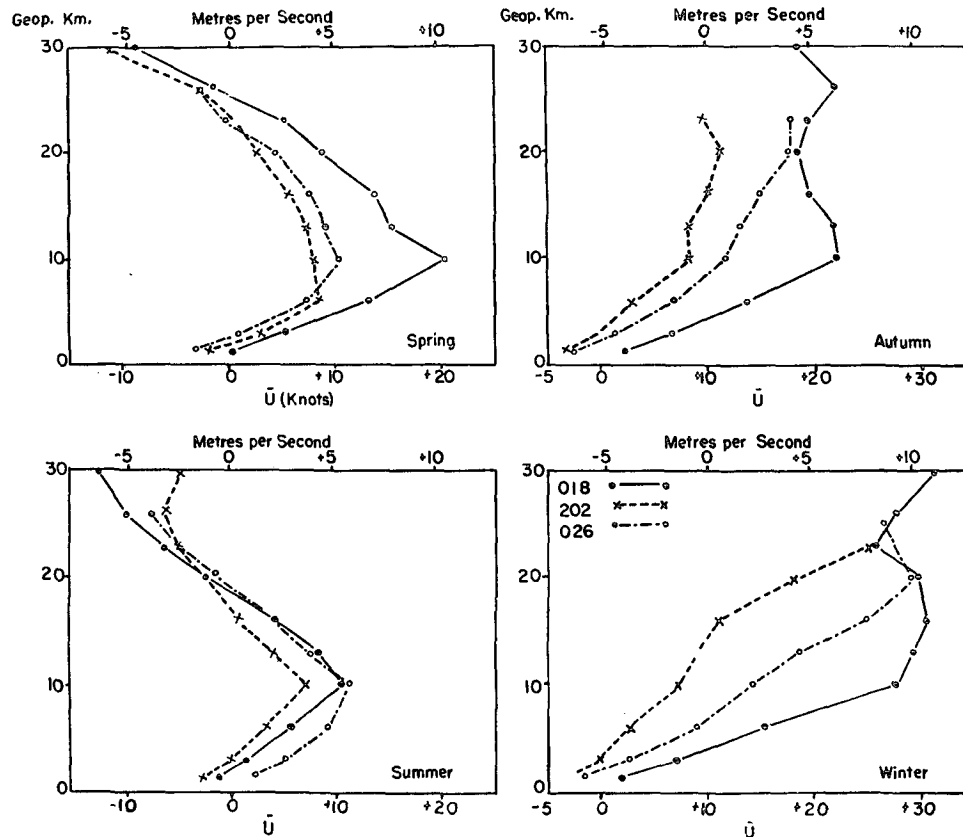 Geop. Km. Metres per Second Metres per Second
-5 0 +5 +10 -5 0 +5 +10
30 30
20 20
10 10
0 Spring 0 Autumn
-10 0 +10 +20 -5 0 +10 +20 +30
Ū (Knots) Ū
Metres per Second Metres per Second
-5 0 +5 +10 -5 0 +5 +10
30 30
018
202
026
20 20
10 10
0 Summer 0 Winter
-10 0 +10 +20 -5 0 +10 +20 +30
Ū Ū